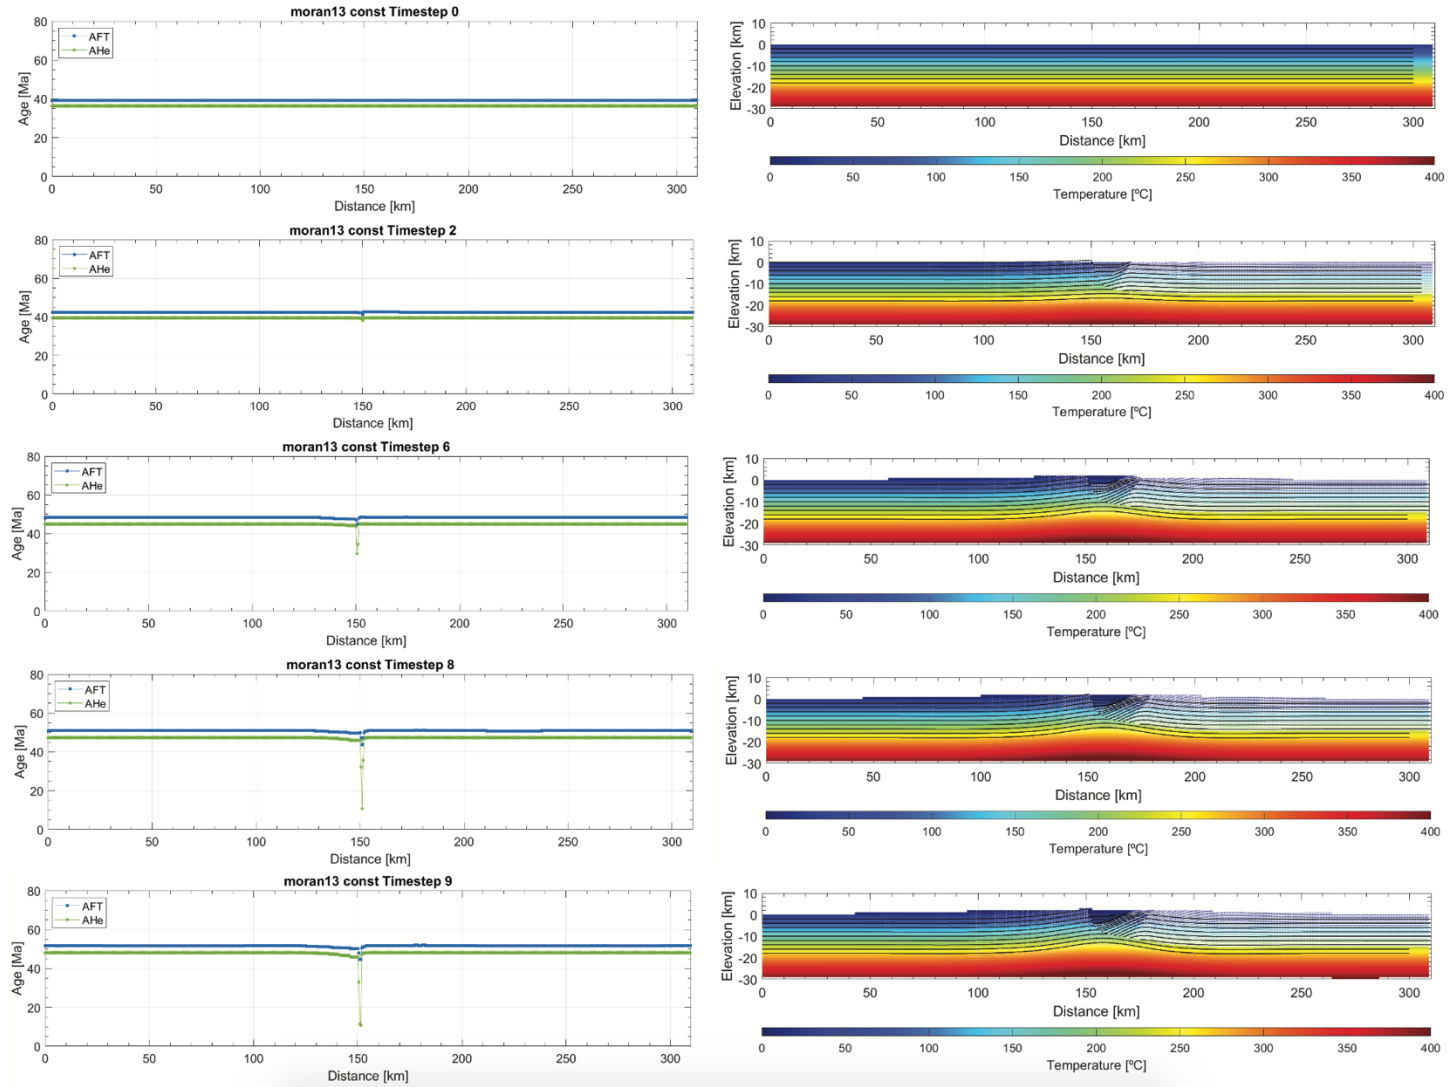 moran13 const Timestep 0
AFT
AHe
Age [Ma]
80
60
40
20
0
0 50 100 150 200 250 300
Distance [km]
Elevation [km]
10
0
-10
-20
-30
0 50 100 150 200 250 300
Distance [km]
0 50 100 150 200 250 300 350 400
Temperature [ºC]
moran13 const Timestep 2
AFT
AHe
Age [Ma]
80
60
40
20
0
0 50 100 150 200 250 300
Distance [km]
Elevation [km]
10
0
-10
-20
-30
0 50 100 150 200 250 300
Distance [km]
0 50 100 150 200 250 300 350 400
Temperature [ºC]
moran13 const Timestep 6
AFT
AHe
Age [Ma]
80
60
40
20
0
0 50 100 150 200 250 300
Distance [km]
Elevation [km]
10
0
-10
-20
-30
0 50 100 150 200 250 300
Distance [km]
0 50 100 150 200 250 300 350 400
Temperature [ºC]
moran13 const Timestep 8
AFT
AHe
Age [Ma]
80
60
40
20
0
0 50 100 150 200 250 300
Distance [km]
Elevation [km]
10
0
-10
-20
-30
0 50 100 150 200 250 300
Distance [km]
0 50 100 150 200 250 300 350 400
Temperature [ºC]
moran13 const Timestep 9
AFT
AHe
Age [Ma]
80
60
40
20
0
0 50 100 150 200 250 300
Distance [km]
Elevation [km]
10
0
-10
-20
-30
0 50 100 150 200 250 300
Distance [km]
0 50 100 150 200 250 300 350 400
Temperature [ºC]